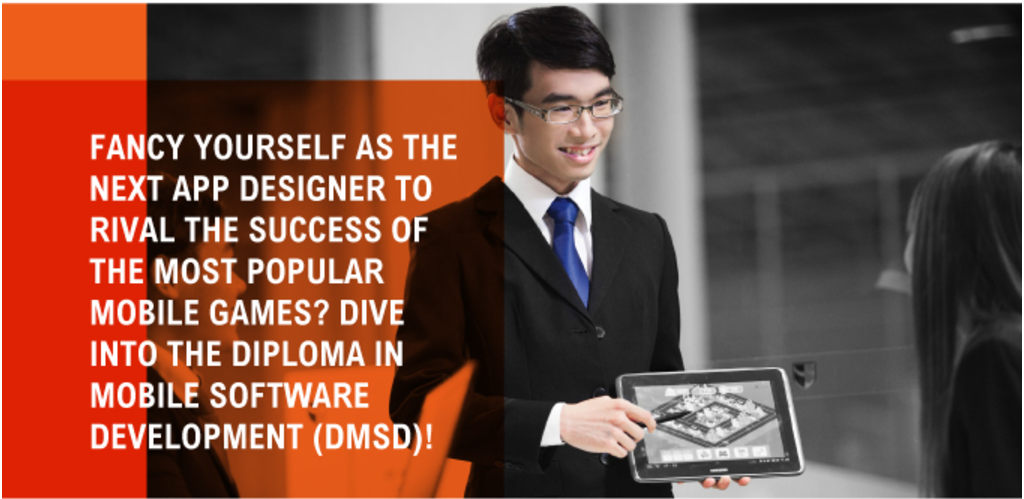 FANCY YOURSELF AS THE
NEXT APP DESIGNER TO
RIVAL THE SUCCESS OF
THE MOST POPULAR
MOBILE GAMES? DIVE
INTO THE DIPLOMA IN
MOBILE SOFTWARE
DEVELOPMENT (DMSD)!
SAMSUNG